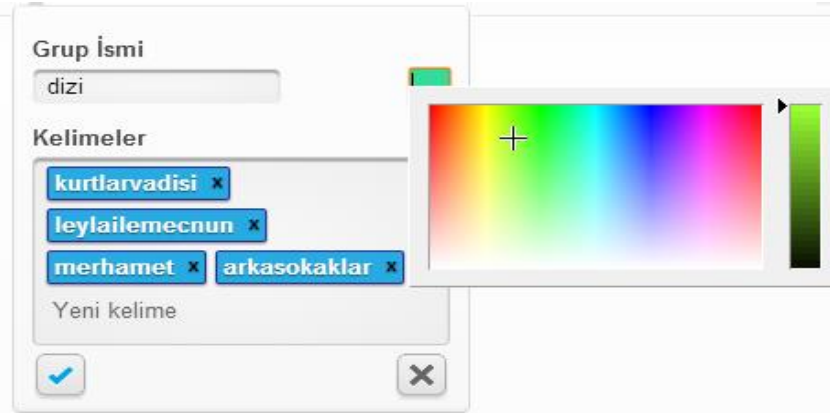 Grup İsmi
dizi
Kelimeler
kurtlarvadisi x
leylailemecnun x
merhamet x arkasokaklar x
Yeni kelime